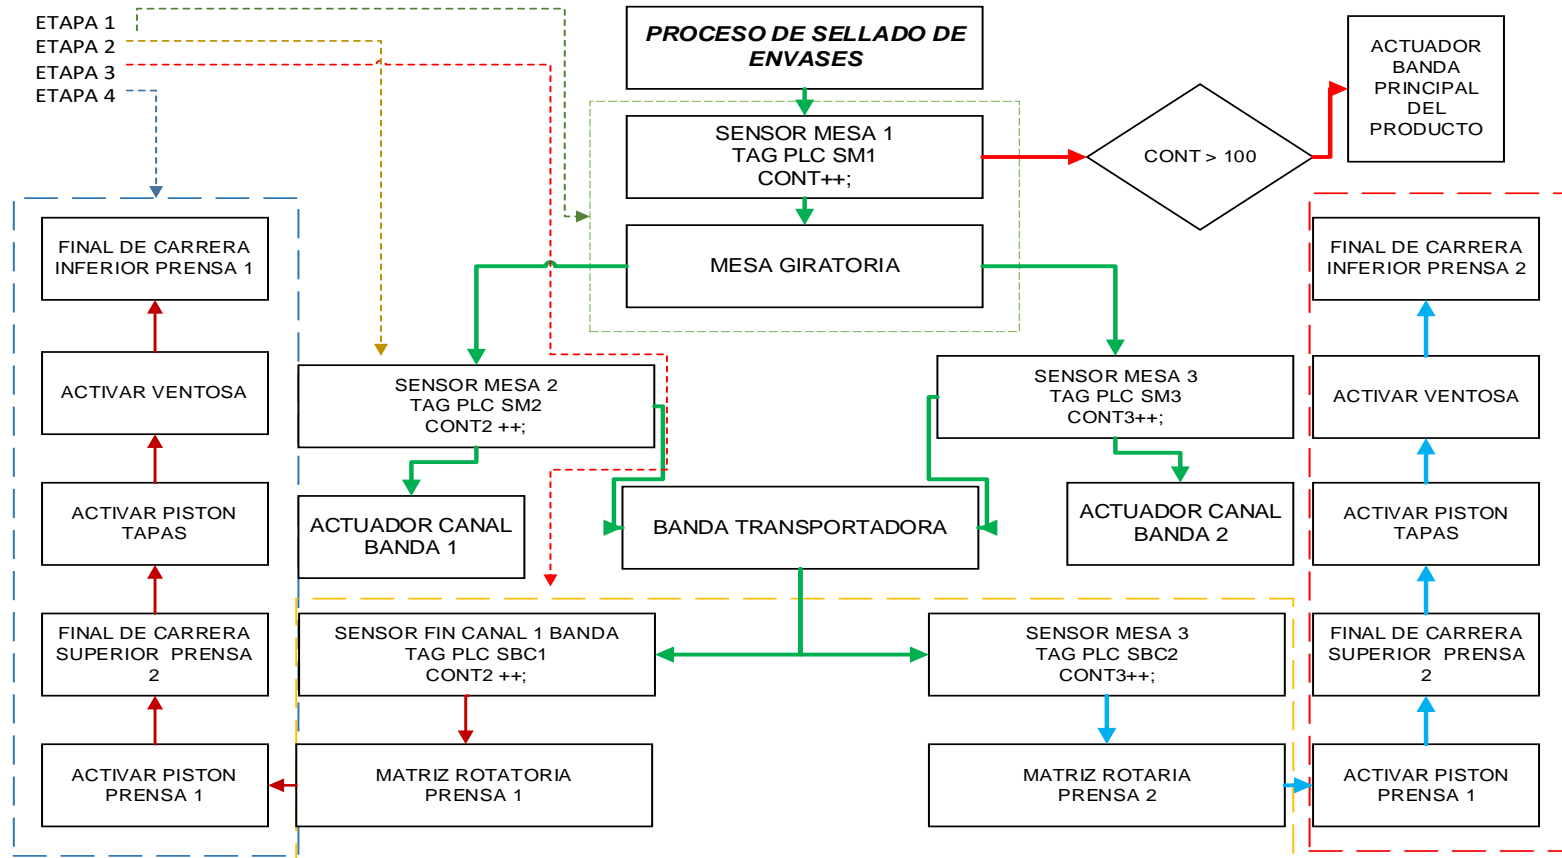 ETAPA 1
ETAPA 2
ETAPA 3
ETAPA 4
PROCESO DE SELLADO DE
ENVASES
ACTUADOR
BANDA
PRINCIPAL
DEL
PRODUCTO
SENSOR MESA 1
TAG PLC SM1
CONT++;
CONT > 100
MESA GIRATORIA
FINAL DE CARRERA
INFERIOR PRENSA 1
FINAL DE CARRERA
INFERIOR PRENSA 2
ACTIVAR VENTOSA
SENSOR MESA 2
TAG PLC SM2
CONT2 ++;
SENSOR MESA 3
TAG PLC SM3
CONT3++;
ACTIVAR VENTOSA
ACTIVAR PISTON
TAPAS
ACTUADOR CANAL
BANDA 1
BANDA TRANSPORTADORA
ACTUADOR CANAL
BANDA 2
ACTIVAR PISTON
TAPAS
FINAL DE CARRERA
SUPERIOR PRENSA
2
SENSOR FIN CANAL 1 BANDA
TAG PLC SBC1
CONT2 ++;
SENSOR MESA 3
TAG PLC SBC2
CONT3++;
FINAL DE CARRERA
SUPERIOR PRENSA
2
ACTIVAR PISTON
PRENSA 1
MATRIZ ROTATORIA
PRENSA 1
MATRIZ ROTARIA
PRENSA 2
ACTIVAR PISTON
PRENSA 1